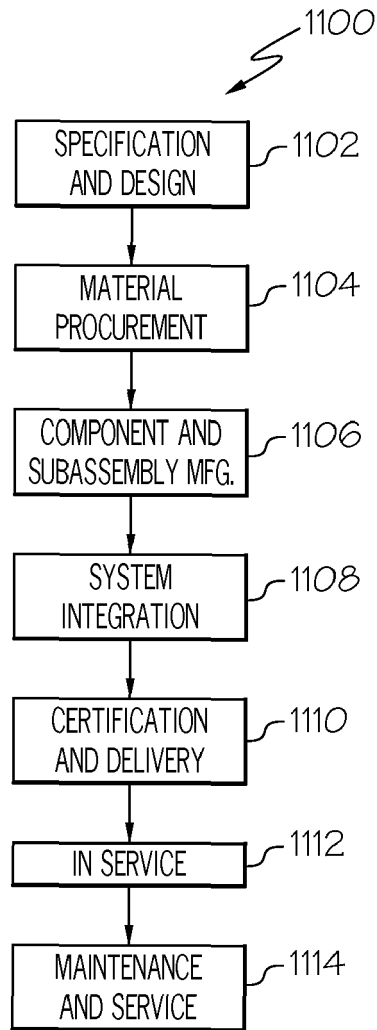 1100
SPECIFICATION
AND DESIGN
1102
MATERIAL
PROCUREMENT
1104
COMPONENT AND
SUBASSEMBLY MFG.
1106
SYSTEM
INTEGRATION
1108
CERTIFICATION
AND DELIVERY
1110
IN SERVICE
1112
MAINTENANCE
AND SERVICE
1114